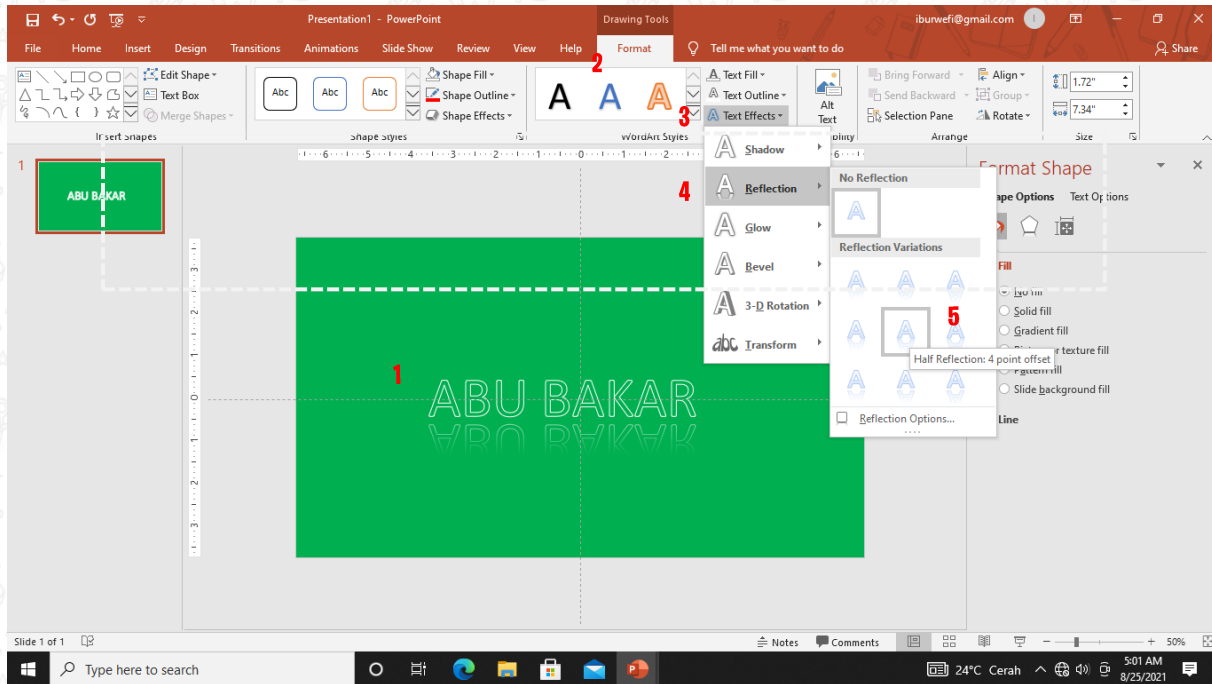 Presentation1 - PowerPoint
Drawing Tools
iburwefi@gmail.com
I
File Home Insert Design Transitions Animations Slide Show Review View Help Format Tell me what you want to do Share
2
Edit Shape
Text Box
Merge Shapes
Insert Shapes
Abc Abc Abc
Shape Fill
Shape Outline
Shape Effects
Shape Styles
A A A
3
Text Fill
Text Outline
Text Effects
WordArt Styles
Alt
Text
Bring Forward
Send Backward
Selection Pane
Align
Group
Rotate
Arrange
1.72"
7.34"
Size
1
ABU BAKAR
4
Shadow
Reflection
Glow
Bevel
3-D Rotation
abc Transform
No Reflection
Reflection Variations
5
Half Reflection: 4 point offset
Reflection Options...
Format Shape
Shape Options Text Options
Fill
No fill
Solid fill
Gradient fill
Picture or texture fill
Pattern fill
Slide background fill
Line
1
ABU BAKAR
Slide 1 of 1
Notes Comments
50%
Type here to search
24°C Cerah
5:01 AM
8/25/2021